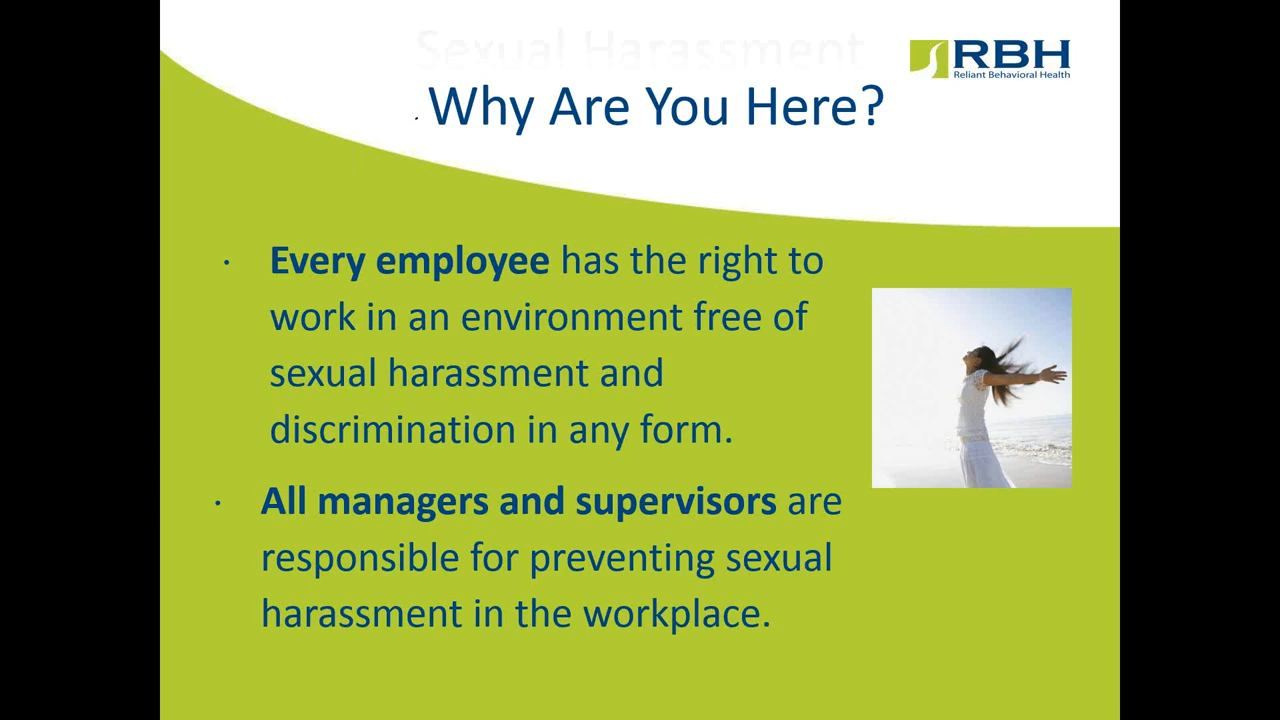 Sexual Harassment
RBH
Reliant Behavioral Health
· Why Are You Here?
· Every employee has the right to
work in an environment free of
sexual harassment and
discrimination in any form.
· All managers and supervisors are
responsible for preventing sexual
harassment in the workplace.